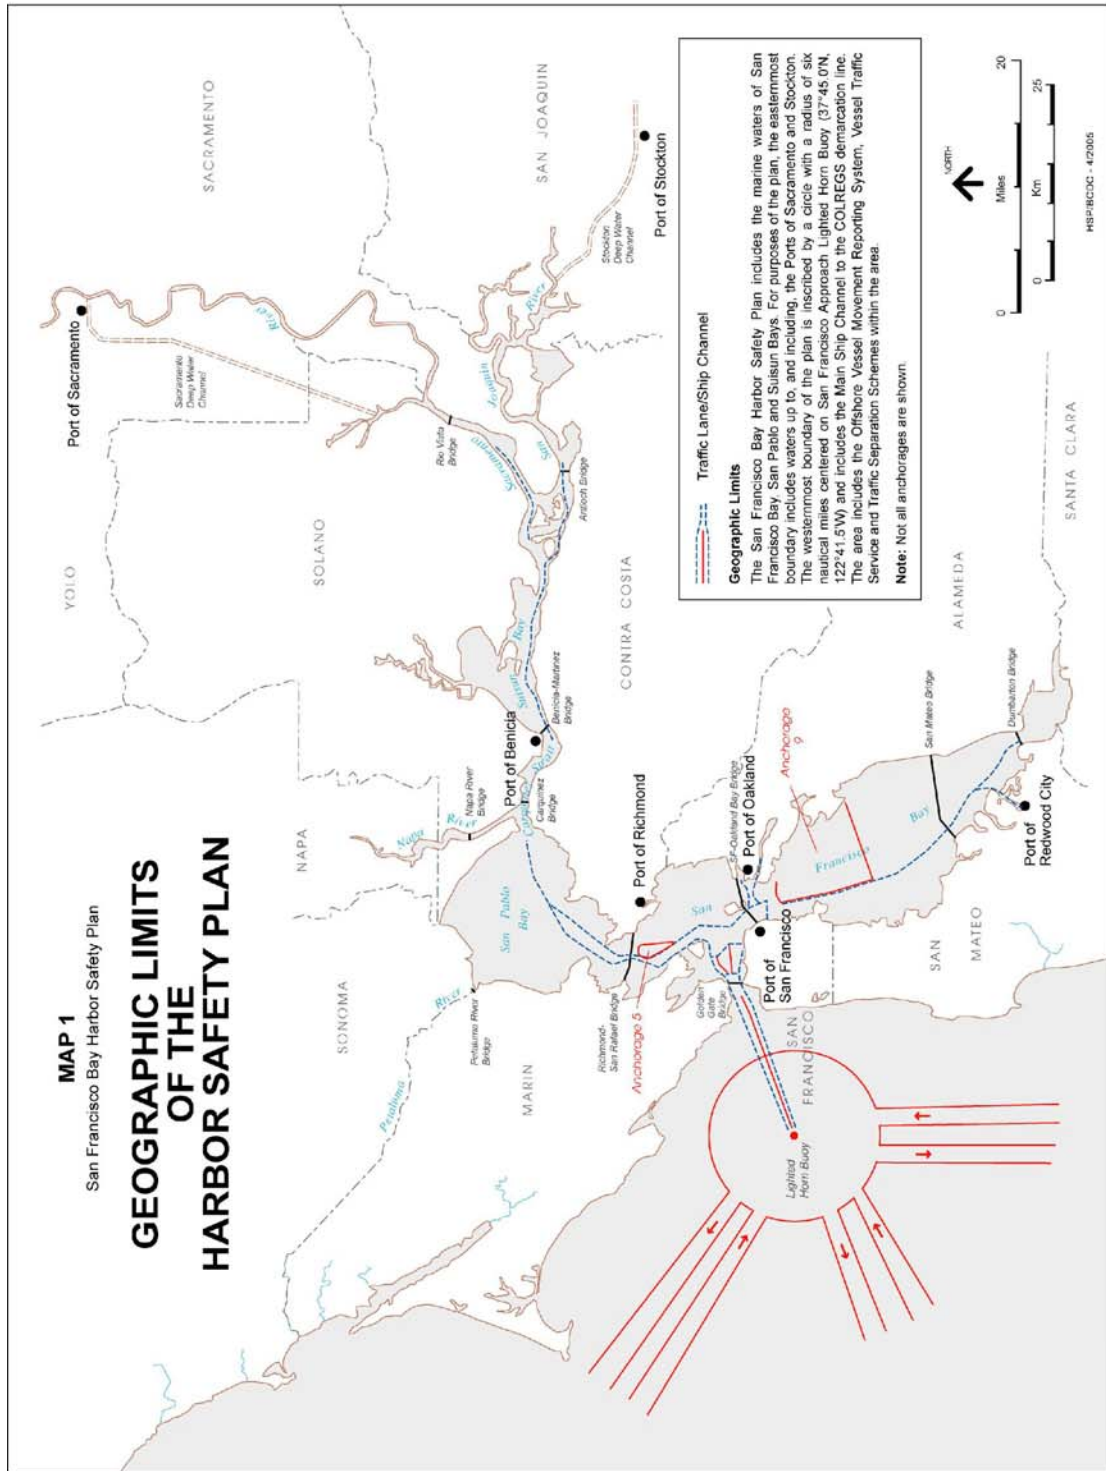 MAP 1
San Francisco Bay Harbor Safety Plan
GEOGRAPHIC LIMITS
OF THE
HARBOR SAFETY PLAN
YOLO
SACRAMENTO
NAPA
SOLANO
SONOMA
MARIN
CONTRA COSTA
SAN JOAQUIN
ALAMEDA
SANTA CLARA
SAN
MATEO
SAN
FRANCISCO
Port of Sacramento
Sacramento
Deep Water
Channel
River
Rio Vista
Bridge
Sacramento
San
Joaquin
River
Antioch Bridge
Stockton
Deep Water
Channel
Port of Stockton
Napa
River
Napa River
Bridge
Port of Benicia
Carquinez
Strait
Carquinez
Bridge
Benicia-Martinez
Bridge
Suisun
Bay
San Pablo
Bay
Petaluma
River
Petaluma River
Bridge
Richmond-
San Rafael Bridge
Port of Richmond
Anchorage 5
Golden
Gate
Bridge
SF-Oakland Bay Bridge
Port of Oakland
Port of
San Francisco
San
Francisco
Bay
Anchorage
9
San Mateo Bridge
Dumbarton Bridge
Port of
Redwood City
Lighted
Horn Buoy
Traffic Lane/Ship Channel
Geographic Limits
The San Francisco Bay Harbor Safety Plan includes the marine waters of San
Francisco Bay, San Pablo and Suisun Bays. For purposes of the plan, the easternmost
boundary includes waters up to, and including, the Ports of Sacramento and Stockton.
The westernmost boundary of the plan is inscribed by a circle with a radius of six
nautical miles centered on San Francisco Approach Lighted Horn Buoy (37°45.0'N,
122°41.5'W) and includes the Main Ship Channel to the COLREGS demarcation line.
The area includes the Offshore Vessel Movement Reporting System, Vessel Traffic
Service and Traffic Separation Schemes within the area.
Note: Not all anchorages are shown.
NORTH
0 Miles 20
0 Km 25
HSP/BCDC - 4/2005